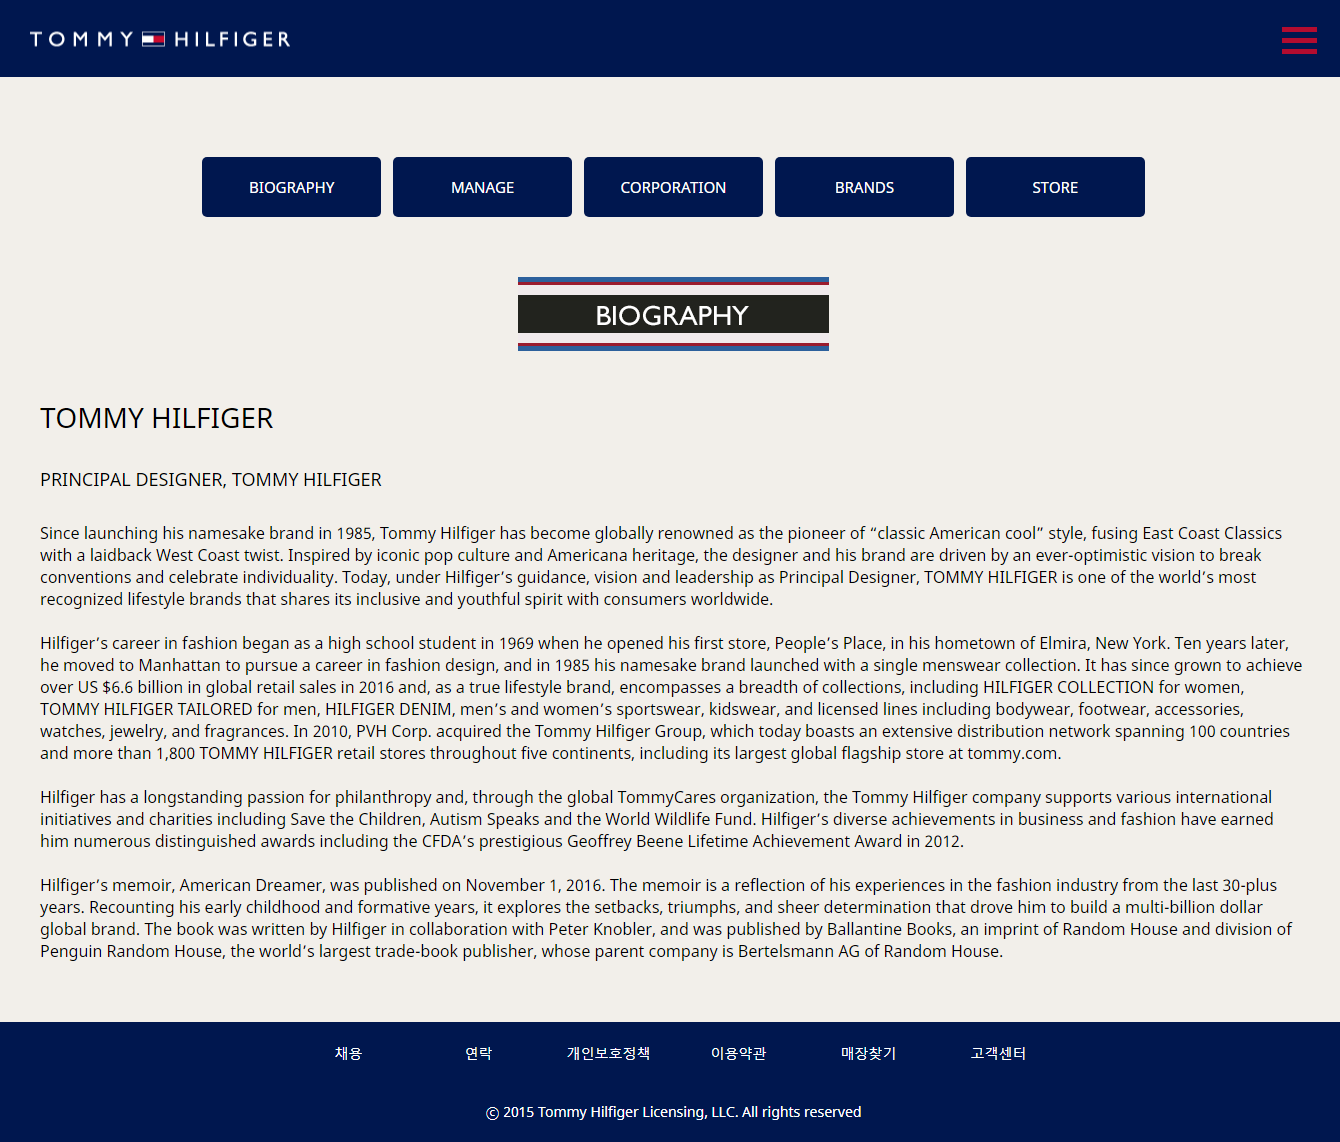 TOMMY HILFIGER
BIOGRAPHY
MANAGE
CORPORATION
BRANDS
STORE
BIOGRAPHY
TOMMY HILFIGER
PRINCIPAL DESIGNER, TOMMY HILFIGER
Since launching his namesake brand in 1985, Tommy Hilfiger has become globally renowned as the pioneer of “classic American cool” style, fusing East Coast Classics
with a laidback West Coast twist. Inspired by iconic pop culture and Americana heritage, the designer and his brand are driven by an ever-optimistic vision to break
conventions and celebrate individuality. Today, under Hilfiger’s guidance, vision and leadership as Principal Designer, TOMMY HILFIGER is one of the world’s most
recognized lifestyle brands that shares its inclusive and youthful spirit with consumers worldwide.
Hilfiger’s career in fashion began as a high school student in 1969 when he opened his first store, People’s Place, in his hometown of Elmira, New York. Ten years later,
he moved to Manhattan to pursue a career in fashion design, and in 1985 his namesake brand launched with a single menswear collection. It has since grown to achieve
over US $6.6 billion in global retail sales in 2016 and, as a true lifestyle brand, encompasses a breadth of collections, including HILFIGER COLLECTION for women,
TOMMY HILFIGER TAILORED for men, HILFIGER DENIM, men’s and women’s sportswear, kidswear, and licensed lines including bodywear, footwear, accessories,
watches, jewelry, and fragrances. In 2010, PVH Corp. acquired the Tommy Hilfiger Group, which today boasts an extensive distribution network spanning 100 countries
and more than 1,800 TOMMY HILFIGER retail stores throughout five continents, including its largest global flagship store at tommy.com.
Hilfiger has a longstanding passion for philanthropy and, through the global TommyCares organization, the Tommy Hilfiger company supports various international
initiatives and charities including Save the Children, Autism Speaks and the World Wildlife Fund. Hilfiger’s diverse achievements in business and fashion have earned
him numerous distinguished awards including the CFDA’s prestigious Geoffrey Beene Lifetime Achievement Award in 2012.
Hilfiger’s memoir, American Dreamer, was published on November 1, 2016. The memoir is a reflection of his experiences in the fashion industry from the last 30-plus
years. Recounting his early childhood and formative years, it explores the setbacks, triumphs, and sheer determination that drove him to build a multi-billion dollar
global brand. The book was written by Hilfiger in collaboration with Peter Knobler, and was published by Ballantine Books, an imprint of Random House and division of
Penguin Random House, the world’s largest trade-book publisher, whose parent company is Bertelsmann AG of Random House.
채용
연락
개인보호정책
이용약관
매장찾기
고객센터
© 2015 Tommy Hilfiger Licensing, LLC. All rights reserved